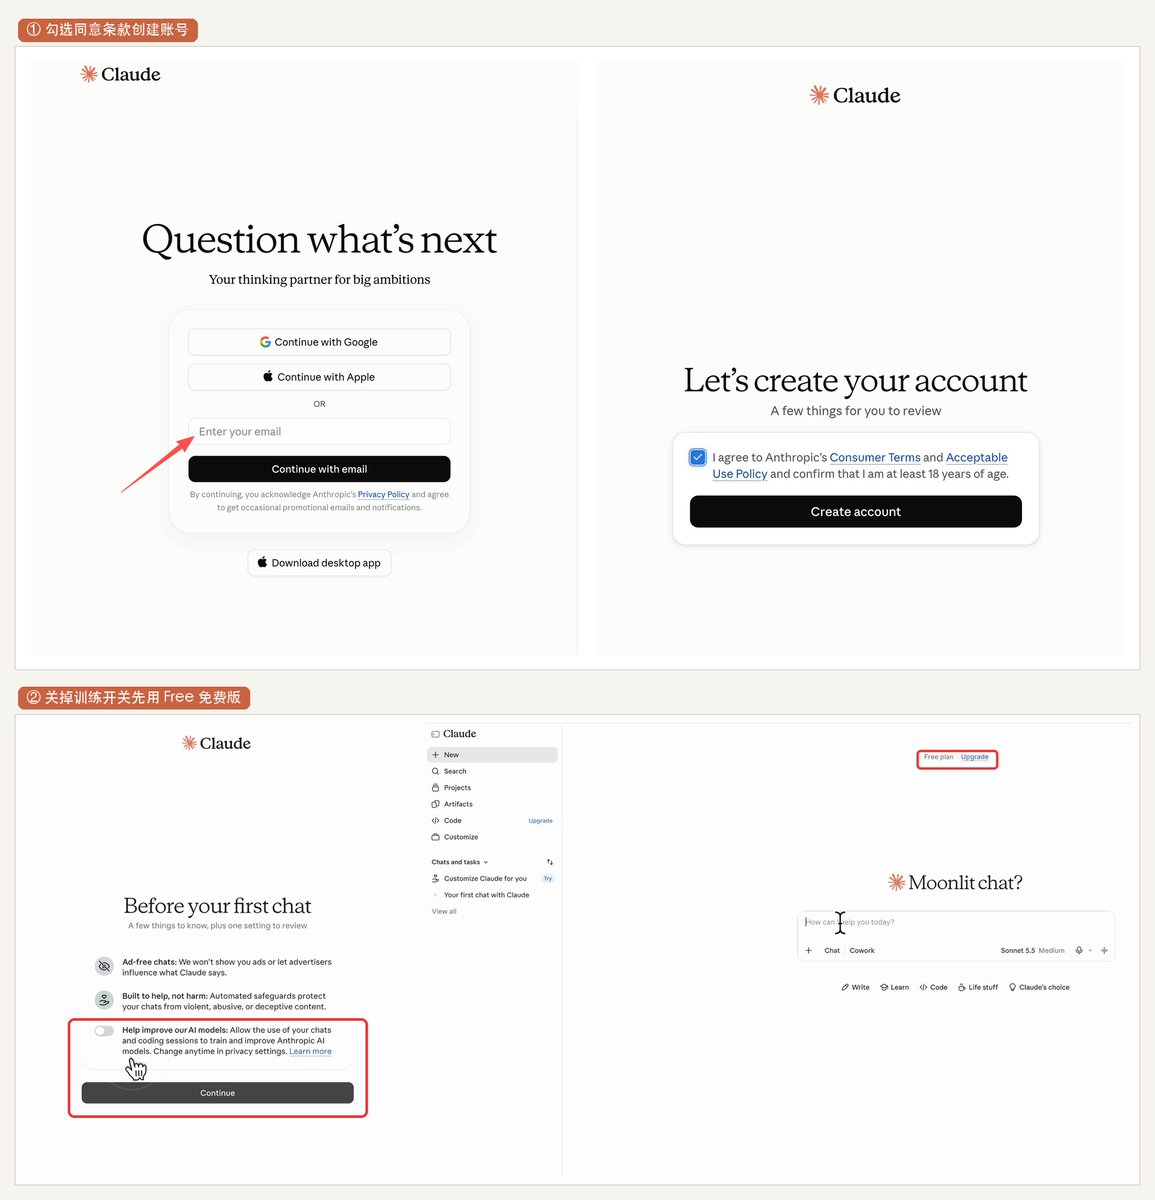 ① 勾选同意条款创建账号
Claude
Question what's next
Your thinking partner for big ambitions
Continue with Google
Continue with Apple
OR
Enter your email
Continue with email
By continuing, you acknowledge Anthropic's Privacy Policy and agree
to get occasional promotional emails and notifications.
Download desktop app
Claude
Let's create your account
A few things for you to review
I agree to Anthropic's Consumer Terms and Acceptable
Use Policy and confirm that I am at least 18 years of age.
Create account
② 关掉训练开关先用 Free 免费版
Claude
Before your first chat
A few things to know, plus one setting to review
Ad-free chats: We won't show you ads or let advertisers
influence what Claude says.
Built to help, not harm: Automated safeguards protect
your chats from violent, abusive, or deceptive content.
Help improve our AI models: Allow the use of your chats
and coding sessions to train and improve Anthropic AI
models. Change anytime in privacy settings. Learn more
Continue
Claude
New
Search
Projects
Artifacts
Code Upgrade
Customize
Chats and tasks
Customize Claude for you Try
Your first chat with Claude
View all
Free plan · Upgrade
Moonlit chat?
How can I help you today?
Chat Cowork Sonnet 5.5 Medium
Write Learn Code Life stuff Claude's choice